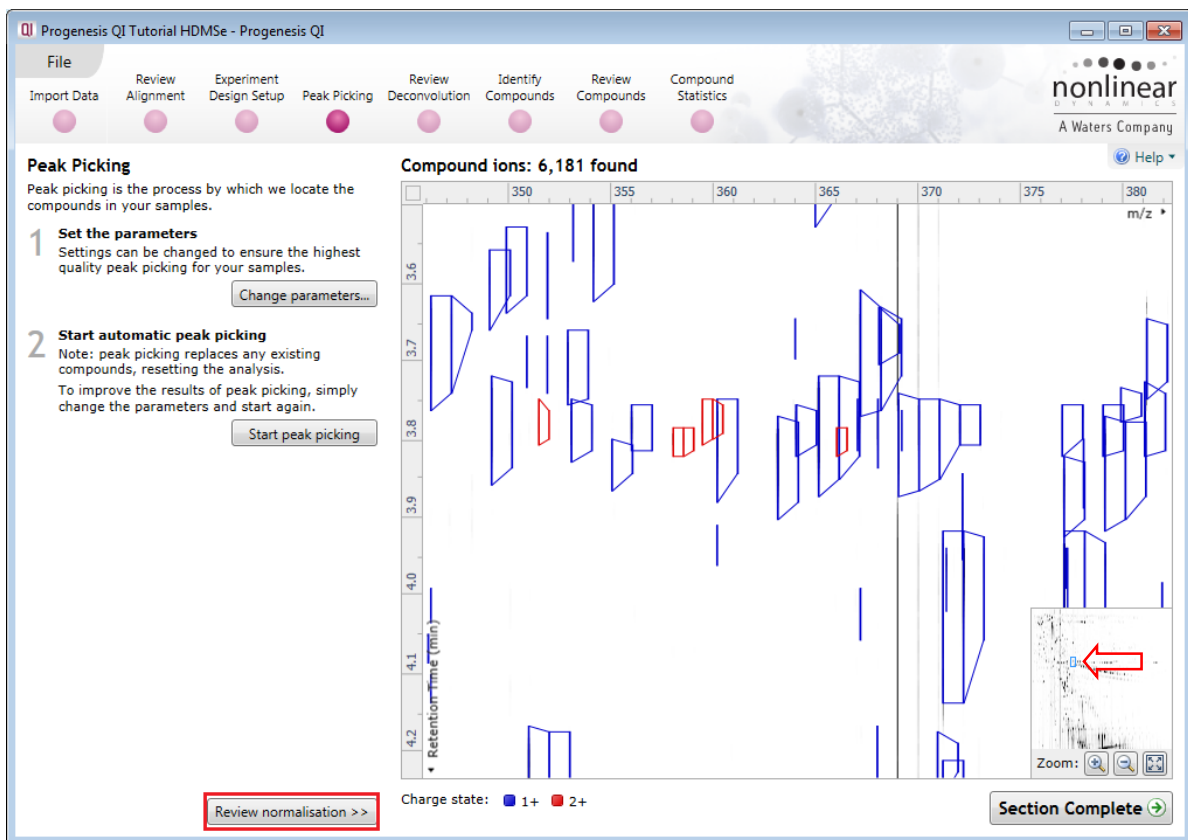 QI Progenesis QI Tutorial HDMSe - Progenesis QI
File
Import Data
Review
Alignment
Experiment
Design Setup
Peak Picking
Review
Deconvolution
Identify
Compounds
Review
Compounds
Compound
Statistics
nonlinear
DYNAMICS
A Waters Company
Help
Peak Picking
Peak picking is the process by which we locate the
compounds in your samples.
1 Set the parameters
Settings can be changed to ensure the highest
quality peak picking for your samples.
Change parameters...
2 Start automatic peak picking
Note: peak picking replaces any existing
compounds, resetting the analysis.
To improve the results of peak picking, simply
change the parameters and start again.
Start peak picking
Review normalisation >>
Compound ions: 6,181 found
350 355 360 365 370 375 380
m/z
3.6
3.7
3.8
3.9
4.0
4.1
4.2
Retention Time (min)
Zoom:
Charge state: 1+ 2+
Section Complete